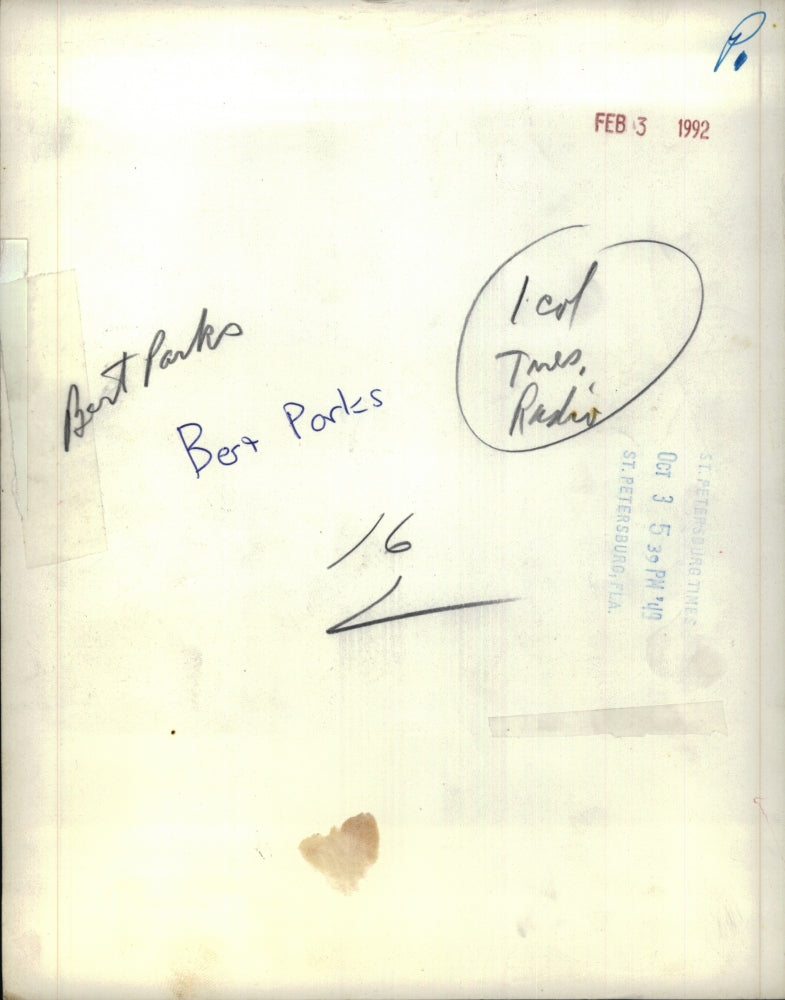 P.
FEB 3 1992
1 col
Tues.
Radio
Bert Parks
Bert Parks
16
ST. PETERSBURG TIMES
OCT 3 5 39 PM '49
ST. PETERSBURG, FLA.